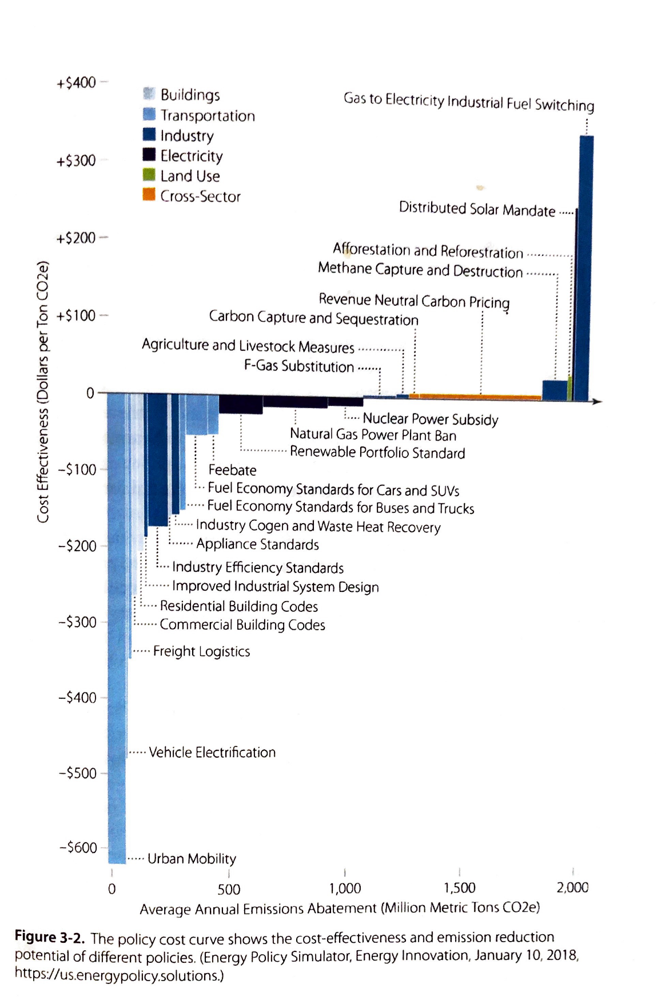 +$400
Buildings
Transportation
Industry
Electricity
Land Use
Cross-Sector
Gas to Electricity Industrial Fuel Switching
+$300
Distributed Solar Mandate
+$200
Afforestation and Reforestration
Methane Capture and Destruction
Revenue Neutral Carbon Pricing
+$100
Carbon Capture and Sequestration
Agriculture and Livestock Measures
F-Gas Substitution
0
Cost Effectiveness (Dollars per Ton CO2e)
Nuclear Power Subsidy
Natural Gas Power Plant Ban
Renewable Portfolio Standard
–$100
Feebate
Fuel Economy Standards for Cars and SUVs
Fuel Economy Standards for Buses and Trucks
Industry Cogen and Waste Heat Recovery
Appliance Standards
–$200
Industry Efficiency Standards
Improved Industrial System Design
Residential Building Codes
–$300
Commercial Building Codes
Freight Logistics
–$400
Vehicle Electrification
–$500
–$600
Urban Mobility
0 500 1,000 1,500 2,000
Average Annual Emissions Abatement (Million Metric Tons CO2e)
Figure 3-2. The policy cost curve shows the cost-effectiveness and emission reduction
potential of different policies. (Energy Policy Simulator, Energy Innovation, January 10, 2018,
https://us.energypolicy.solutions.)